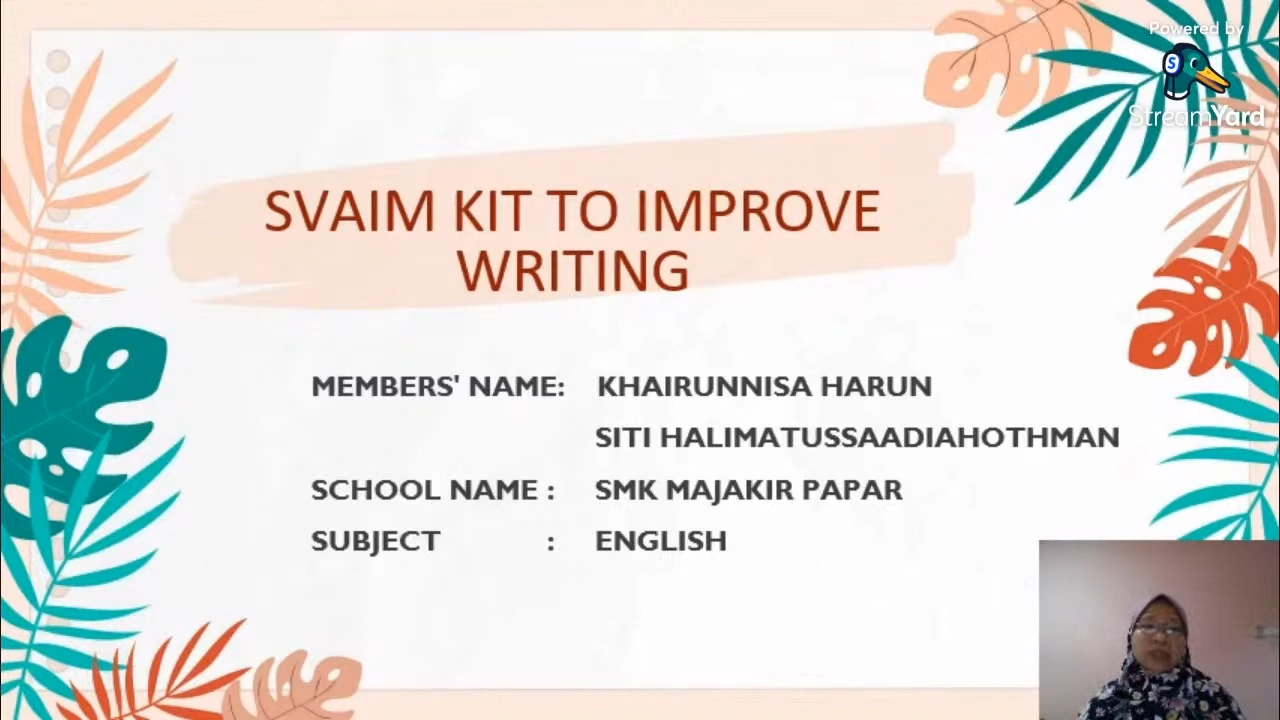 Powered by
StreamYard
SVAIM KIT TO IMPROVE
WRITING
MEMBERS' NAME: KHAIRUNNISA HARUN
SITI HALIMATUSSAADIAHOTHMAN
SCHOOL NAME : SMK MAJAKIR PAPAR
SUBJECT : ENGLISH